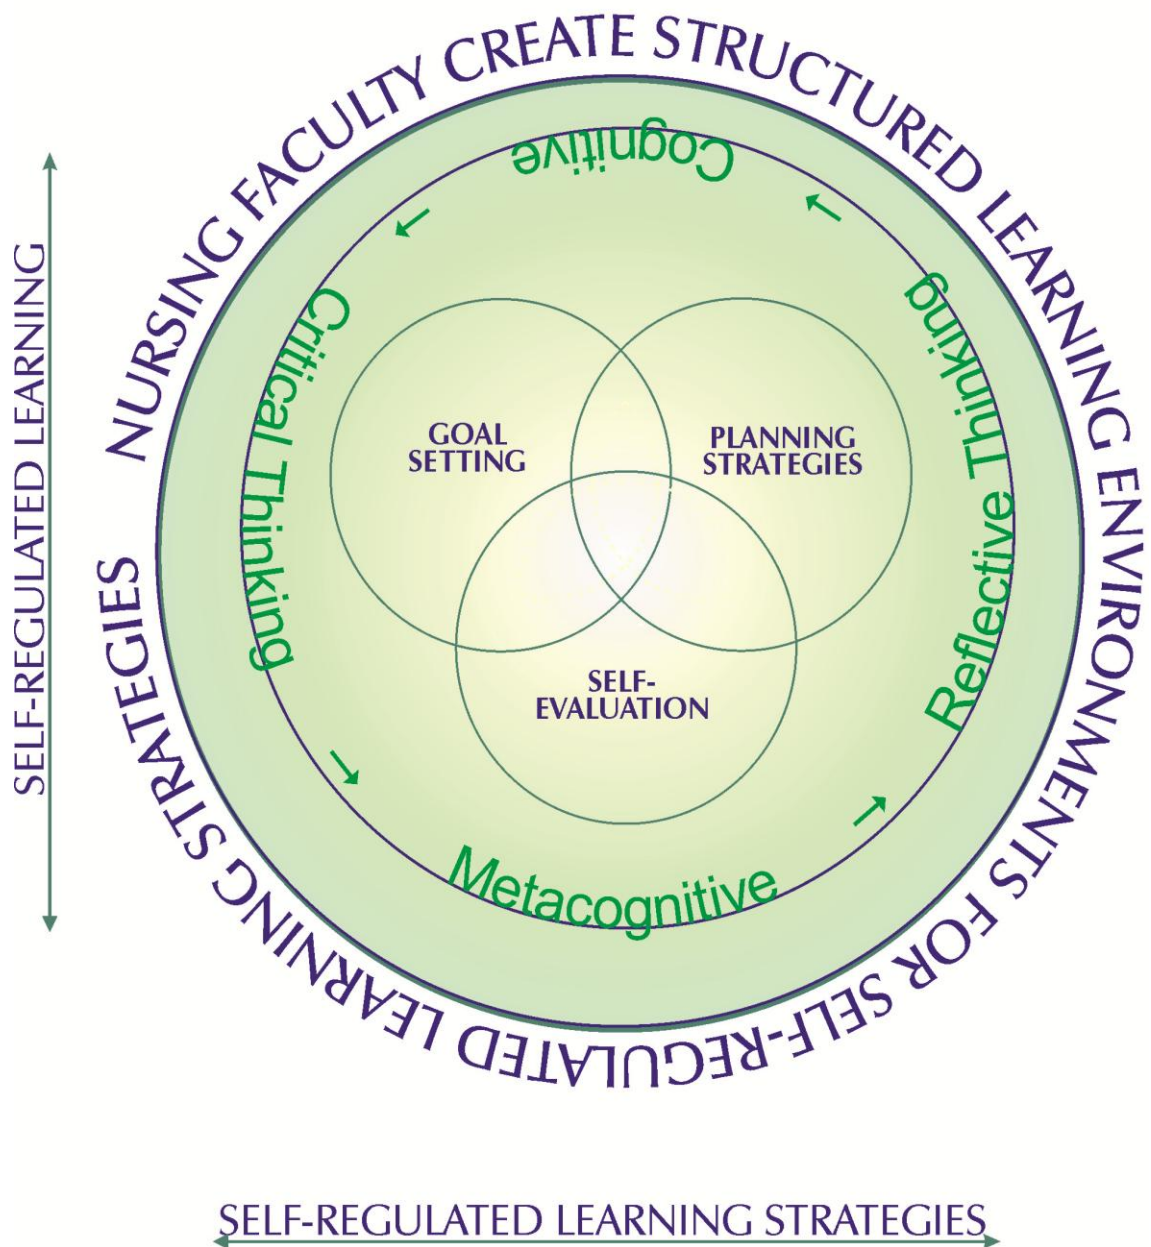 NURSING FACULTY CREATE STRUCTURED LEARNING ENVIRONMENTS FOR SELF-REGULATED LEARNING STRATEGIES
SELF-REGULATED LEARNING
Cognitive
Critical Thinking
Metacognitive
Reflective Thinking
GOAL
SETTING
PLANNING
STRATEGIES
SELF-
EVALUATION
SELF-REGULATED LEARNING STRATEGIES